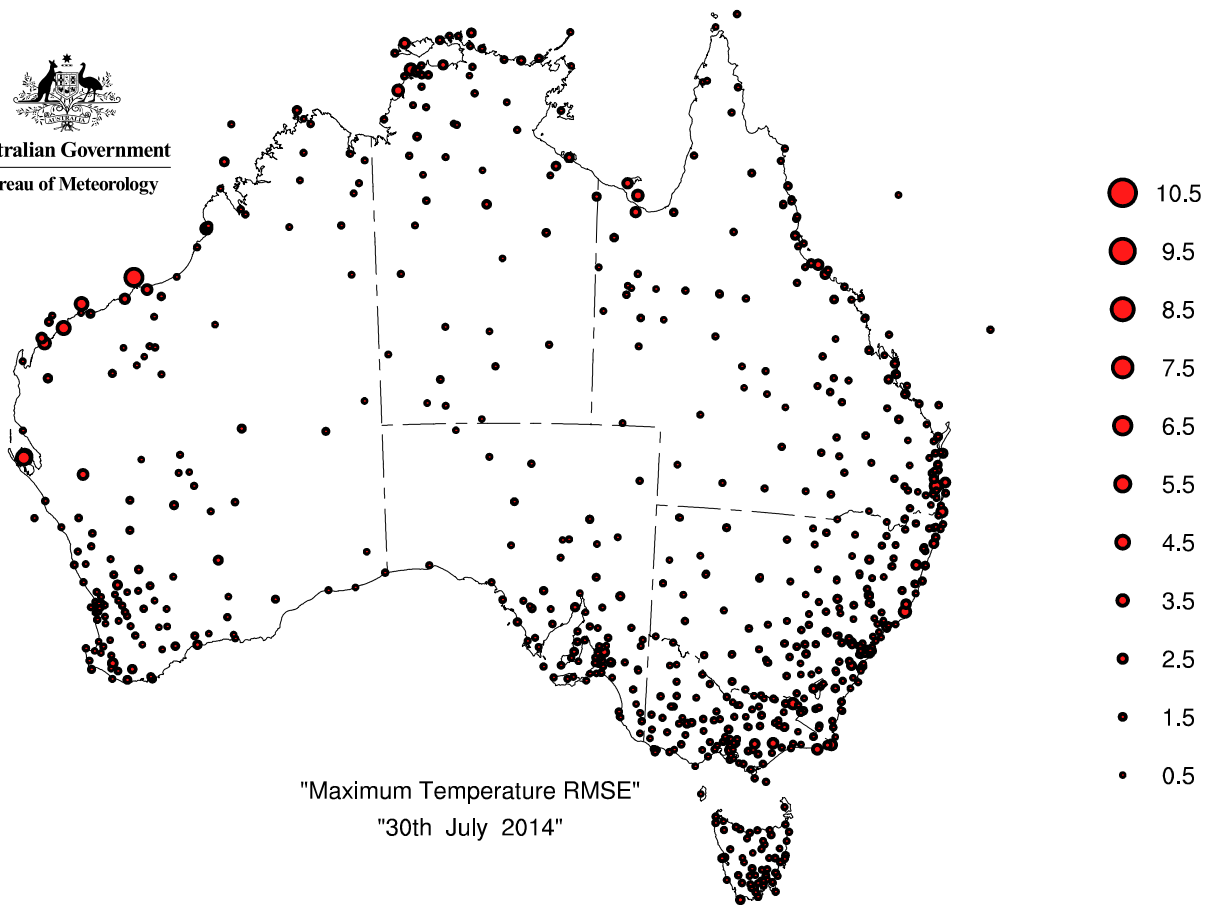 AUSTRALIA
tralian Government
reau of Meteorology
10.5
9.5
8.5
7.5
6.5
5.5
4.5
3.5
2.5
1.5
0.5
"Maximum Temperature RMSE"
"30th July 2014"